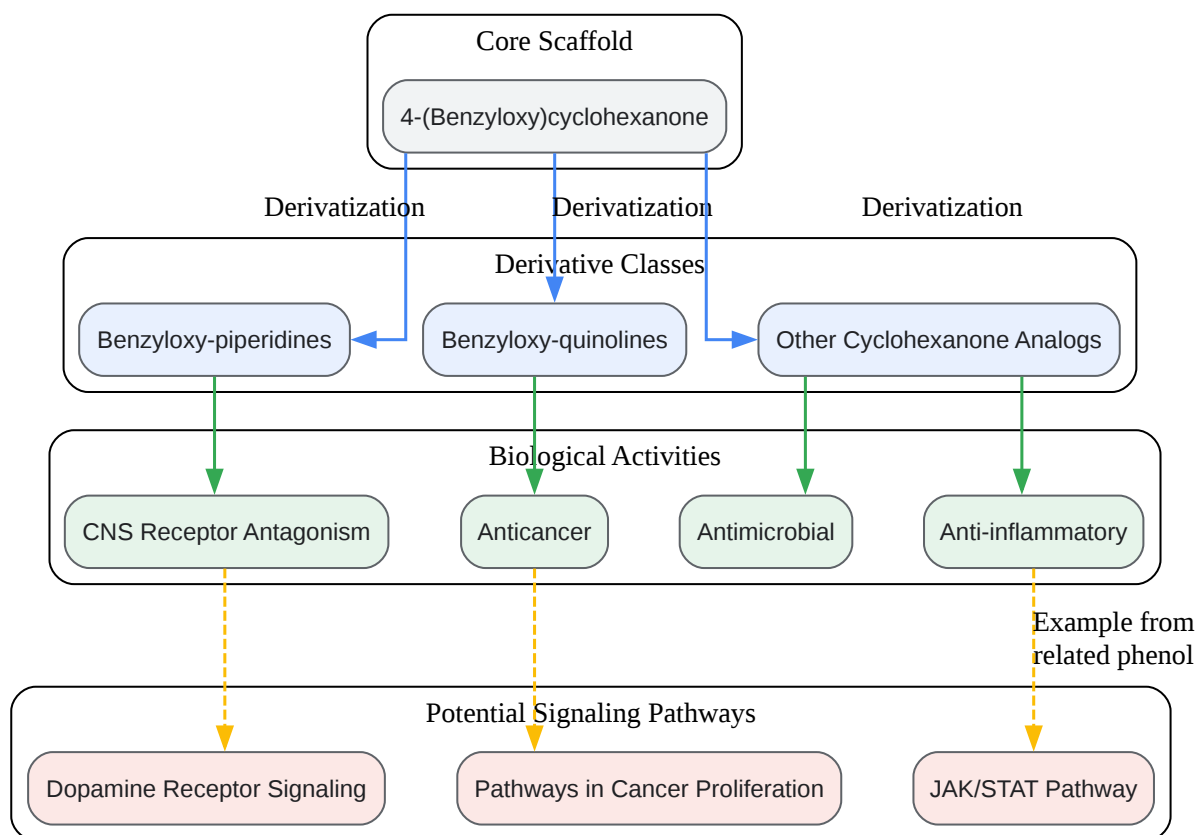 Core Scaffold
4-(Benzyloxy)cyclohexanone
Derivatization
Derivatization
Derivatization
Derivative Classes
Benzyloxy-piperidines
Benzyloxy-quinolines
Other Cyclohexanone Analogs
Biological Activities
CNS Receptor Antagonism
Anticancer
Antimicrobial
Anti-inflammatory
Example from
related phenol
Potential Signaling Pathways
Dopamine Receptor Signaling
Pathways in Cancer Proliferation
JAK/STAT Pathway